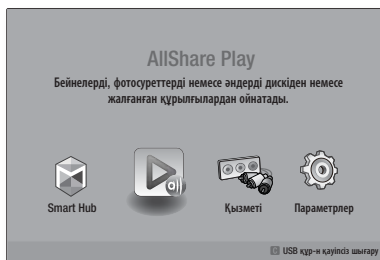 AllShare Play
Бейнелерді, фотосуреттерді немесе әндерді дискіден немесе
жалғанған құрылғылардан ойнатады.
Smart Hub
Қызметі
Параметрлер
C USB құр-н қауіпсіз шығару